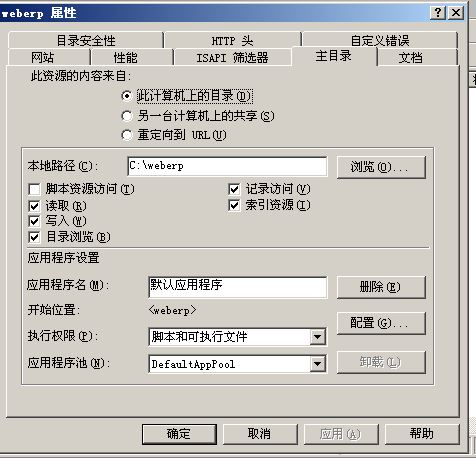 weberp 属性
目录安全性 HTTP 头 自定义错误
网站 性能 ISAPI 筛选器 主目录 文档
此资源的内容来自:
此计算机上的目录(D)
另一台计算机上的共享(S)
重定向到 URL(U)
本地路径(C): C:\weberp 浏览(O)...
脚本资源访问(T) 记录访问(V)
读取(R) 索引资源(I)
写入(W)
目录浏览(B)
应用程序设置
应用程序名(M): 默认应用程序 删除(E)
开始位置: <weberp>
配置(G)...
执行权限(P): 脚本和可执行文件
应用程序池(N): DefaultAppPool 卸载(L)
确定 取消 应用(A) 帮助